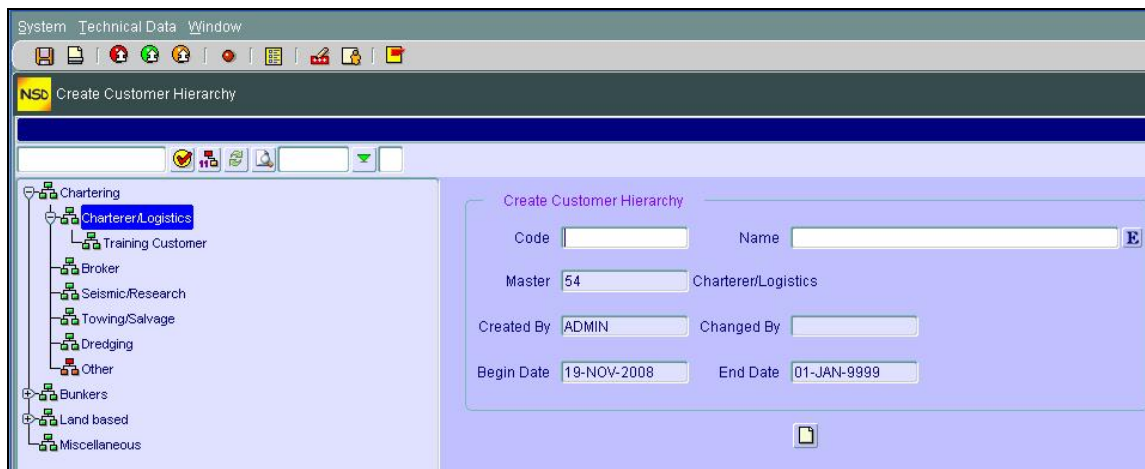 System Technical Data Window
NSD Create Customer Hierarchy
Chartering
Charterer/Logistics
Training Customer
Broker
Seismic/Research
Towing/Salvage
Dredging
Other
Bunkers
Land based
Miscellaneous
Create Customer Hierarchy
Code Name E
Master 54 Charterer/Logistics
Created By ADMIN Changed By
Begin Date 19-NOV-2008 End Date 01-JAN-9999